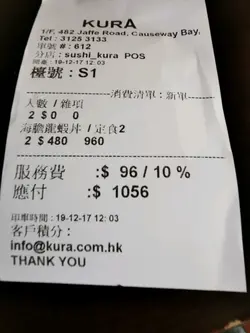 KURA
1/F, 482 Jaffe Road, Causeway Bay,
Tel : 3125 3133
單號 # : 612
分店 : sushi_kura POS
開臺 : 19-12-17 12:03
檯號 : S1
消費清單 : 新單
人數 / 雜項
2 $0 0
海膽龍蝦丼 / 定食2
2 $480 960
服務費 :$ 96 / 10 %
應付 :$ 1056
印單時間 : 19-12-17 12:03
客戶積分 :
info@kura.com.hk
THANK YOU